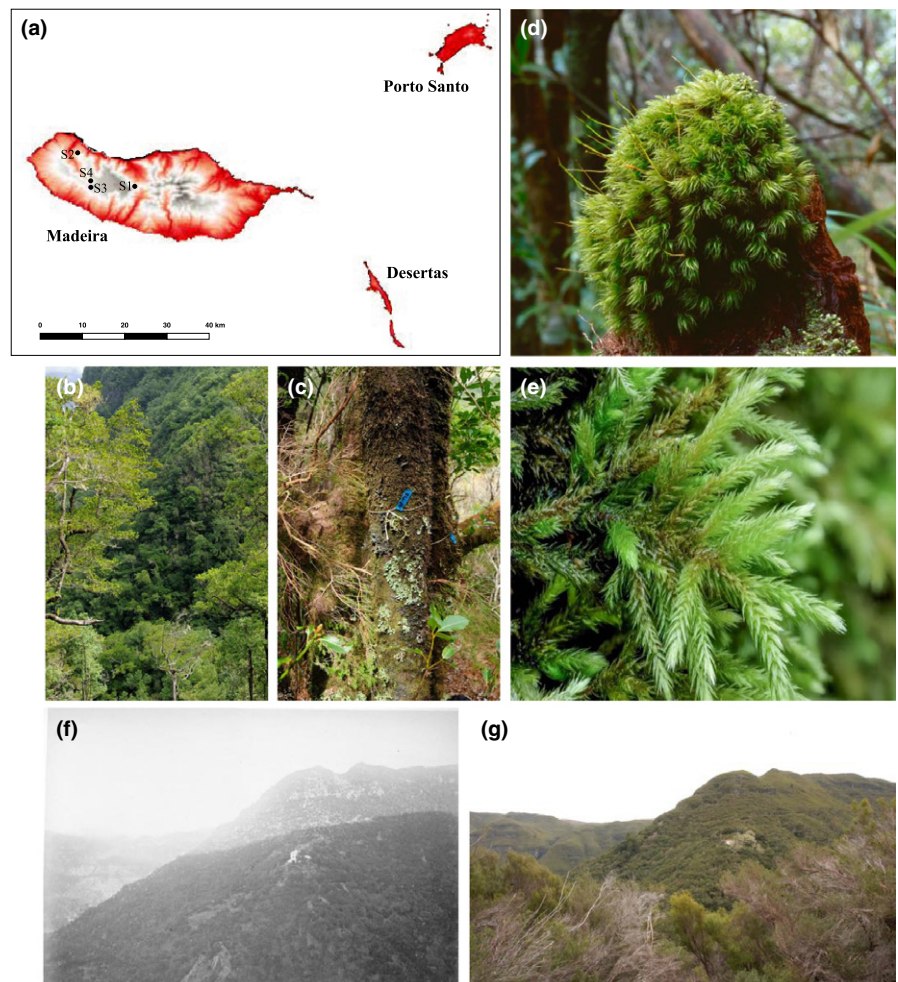 (a)
Porto Santo
S2
S4
S3
S1
Madeira
Desertas
0 10 20 30 40 km
(d)
(b)
(c)
(e)
(f)
(g)